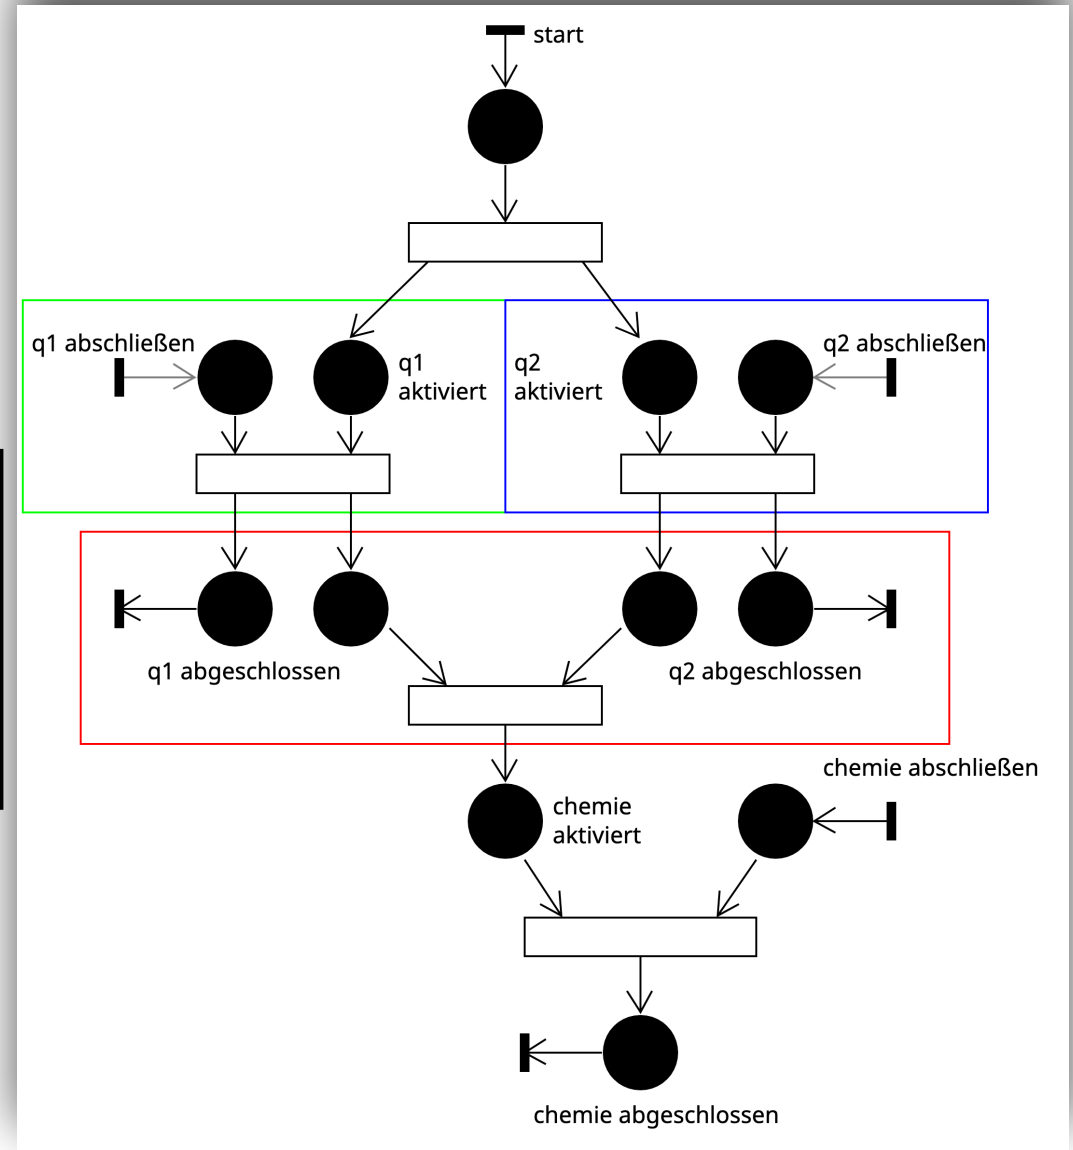 start
q1 abschließen
q1
aktiviert
q2
aktiviert
q2 abschließen
q1 abgeschlossen
q2 abgeschlossen
chemie abschließen
chemie
aktiviert
chemie abgeschlossen